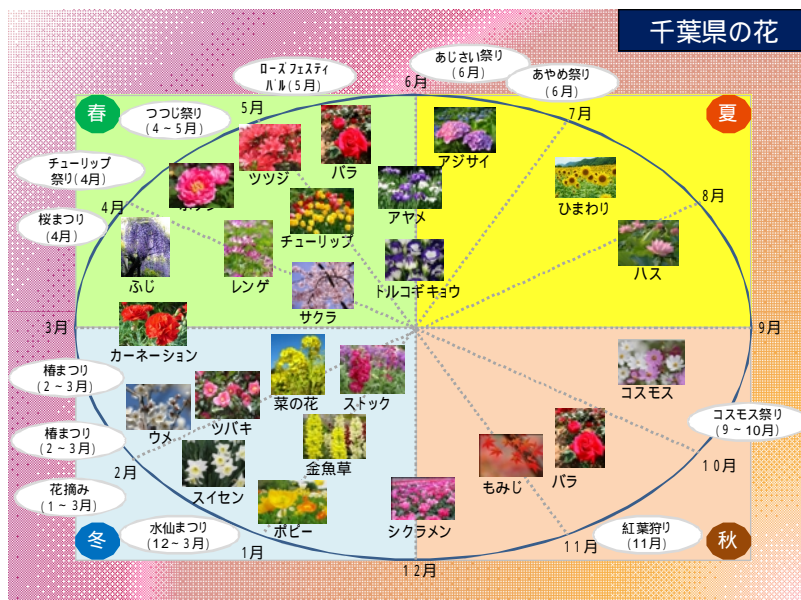 千葉県の花
ローズフェスティ
バル(5月)
あじさい祭り
(6月)
あやめ祭り
(6月)
6月
5月
7月
春
つつじ祭り
(4~5月)
夏
アジサイ
ツツジ
バラ
チューリップ
祭り(4月)
4月
8月
アヤメ
ひまわり
桜まつり
(4月)
チューリップ
ハス
ふじ
レンゲ
サクラ
トルコギキョウ
3月
9月
カーネーション
椿まつり
(2~3月)
菜の花
ストック
コスモス
ウメ
ツバキ
コスモス祭り
(9~10月)
椿まつり
(2~3月)
2月
金魚草
もみじ
バラ
10月
スイセン
花摘み
(1~3月)
ポピー
シクラメン
冬
水仙まつり
(12~3月)
1月
12月
11月
紅葉狩り
(11月)
秋